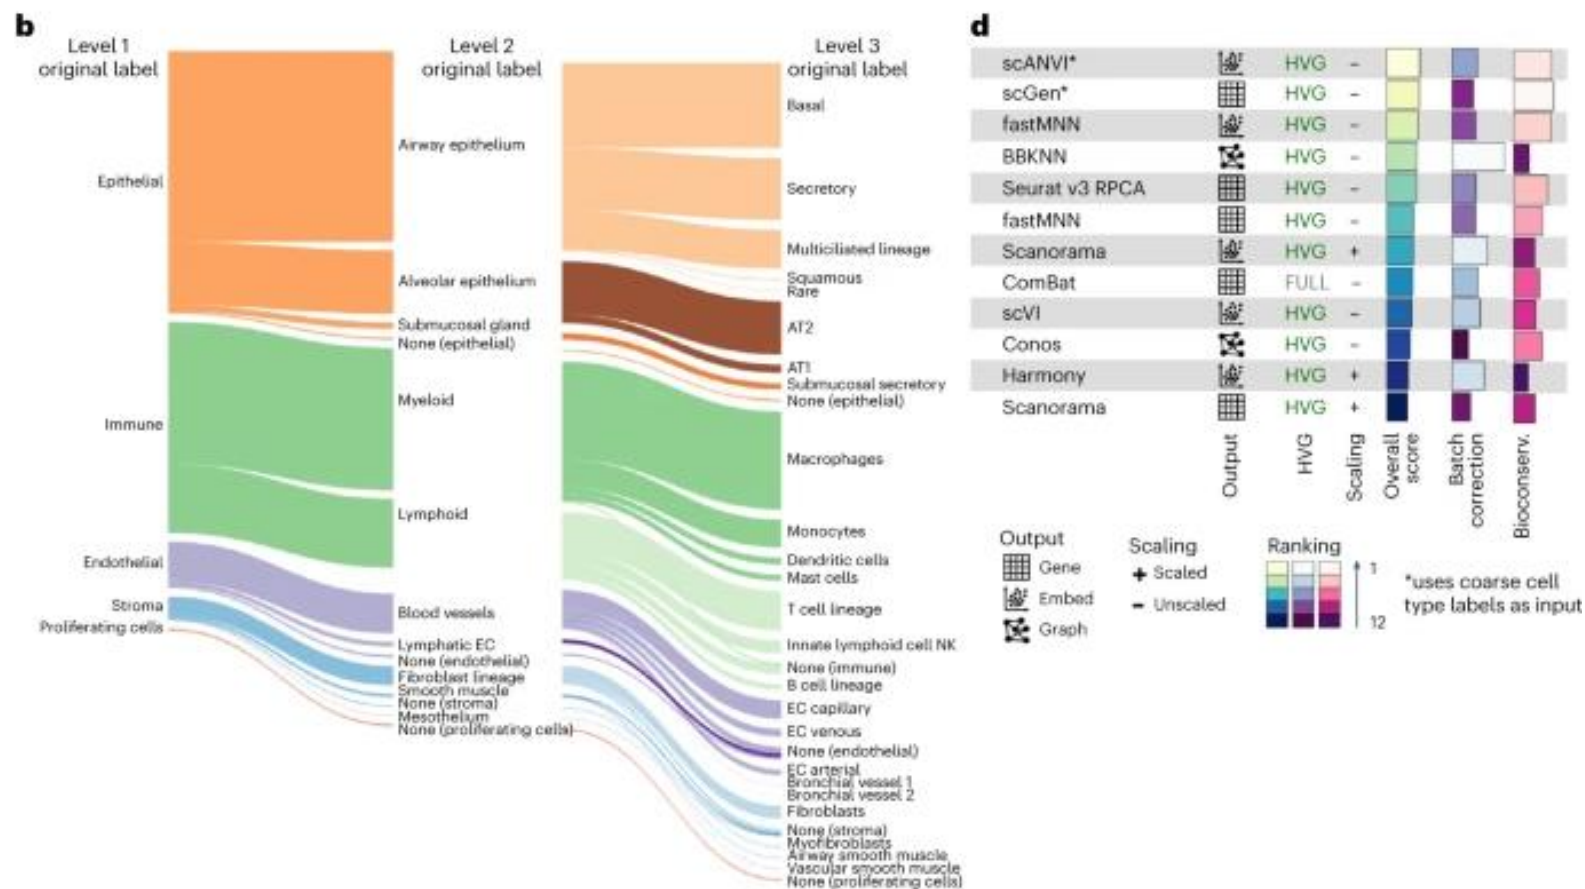 b
Level 1
original label
Epithelial
Immune
Endothelial
Stroma
Proliferating cells
Level 2
original label
Airway epithelium
Alveolar epithelium
Submucosal gland
None (epithelial)
Myeloid
Lymphoid
Blood vessels
Lymphatic EC
None (endothelial)
Fibroblast lineage
Smooth muscle
None (stroma)
Mesothelium
None (proliferating cells)
Level 3
original label
Basal
Secretory
Multiciliated lineage
Squamous
Rare
AT2
AT1
Submucosal secretory
None (epithelial)
Macrophages
Monocytes
Dendritic cells
Mast cells
T cell lineage
Innate lymphoid cell NK
None (immune)
B cell lineage
EC capillary
EC venous
None (endothelial)
EC arterial
Bronchial vessel 1
Bronchial vessel 2
Fibroblasts
None (stroma)
Myofibroblasts
Airway smooth muscle
Vascular smooth muscle
None (proliferating cells)
d
scANVI* HVG –
scGen* HVG –
fastMNN HVG –
BBKNN HVG –
Seurat v3 RPCA HVG –
fastMNN HVG –
Scanorama HVG +
ComBat FULL –
scVI HVG –
Conos HVG –
Harmony HVG +
Scanorama HVG +
Output
HVG
Scaling
Overall
score
Batch
correction
Bioconserv.
Output
Gene
Embed
Graph
Scaling
+ Scaled
– Unscaled
Ranking
1
12
*uses coarse cell
type labels as input